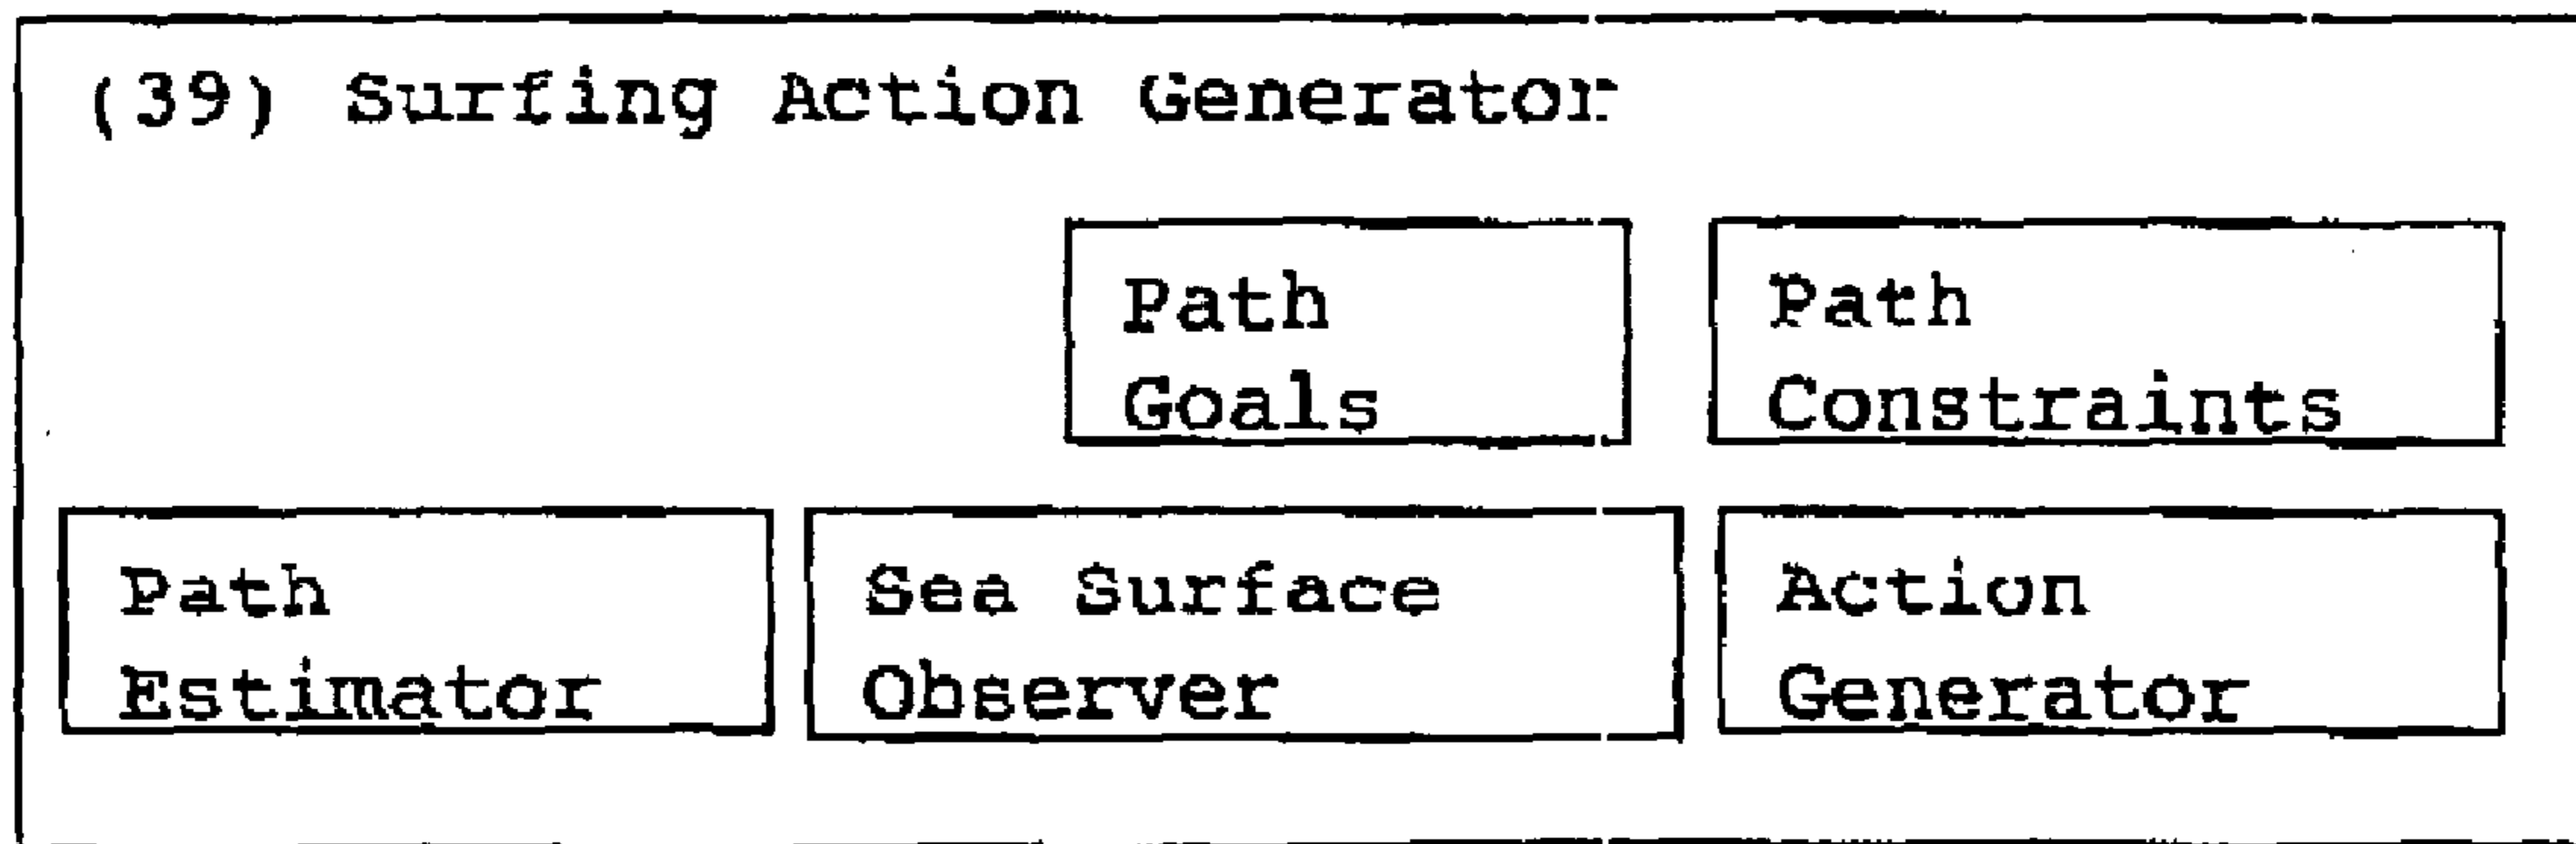 (39) Surfing Action Generator
Path
Goals
Path
Constraints
Path
Estimator
Sea Surface
Observer
Action
Generator